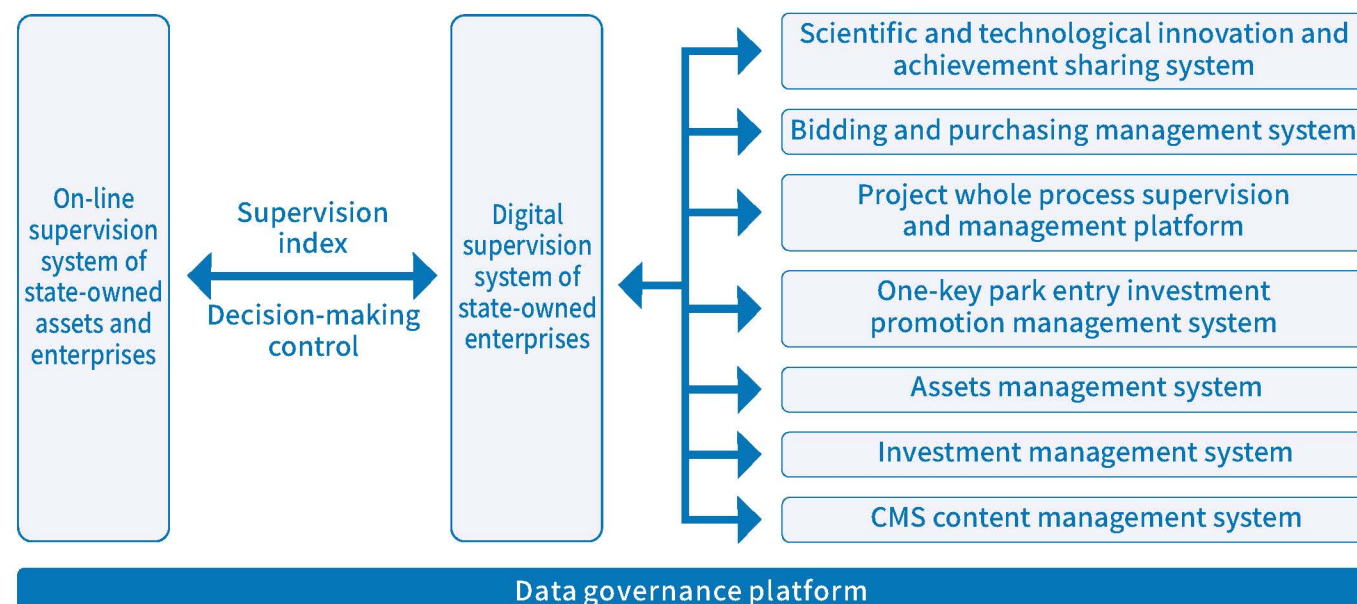 On-line
supervision
system of
state-owned
assets and
enterprises
Supervision
index
Decision-making
control
Digital
supervision
system of
state-owned
enterprises
Scientific and technological innovation and
achievement sharing system
Bidding and purchasing management system
Project whole process supervision
and management platform
One-key park entry investment
promotion management system
Assets management system
Investment management system
CMS content management system
Data governance platform